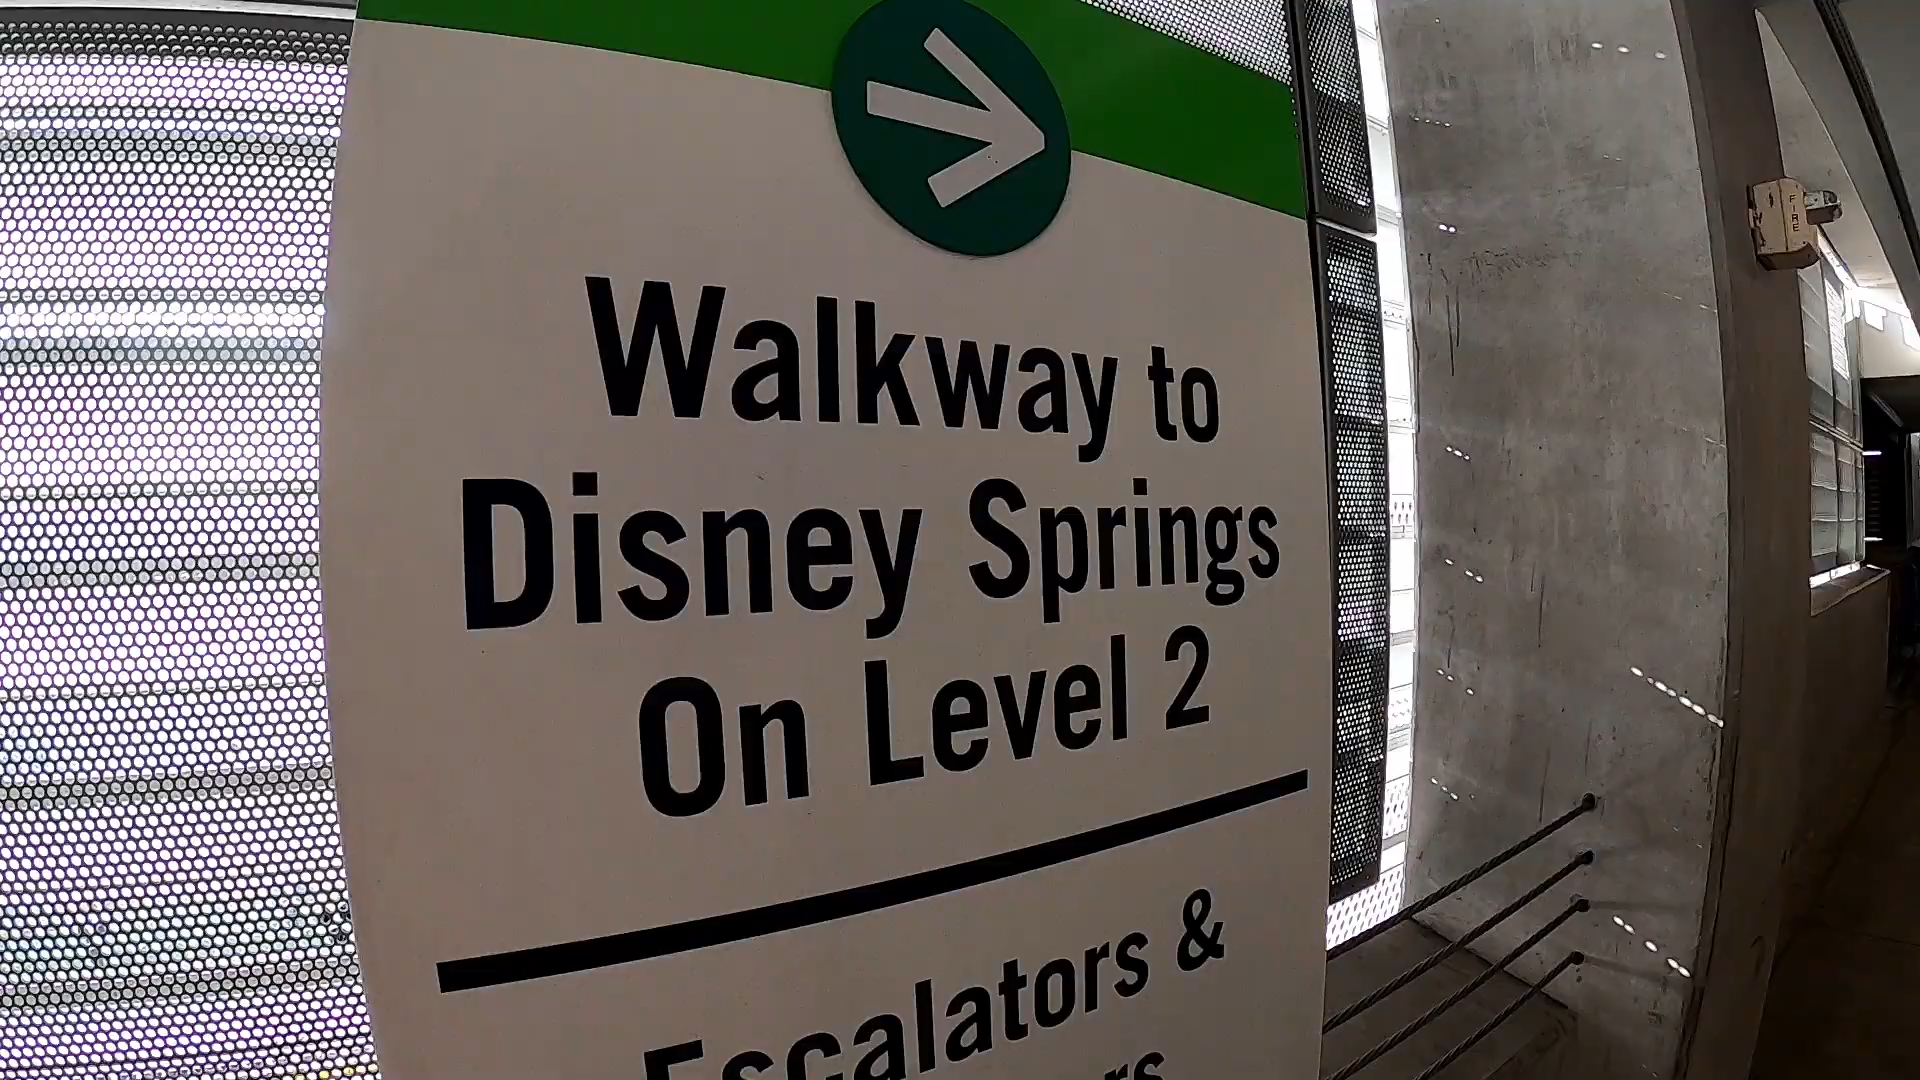 Walkway to
Disney Springs
On Level 2
Escalators &
FIRE